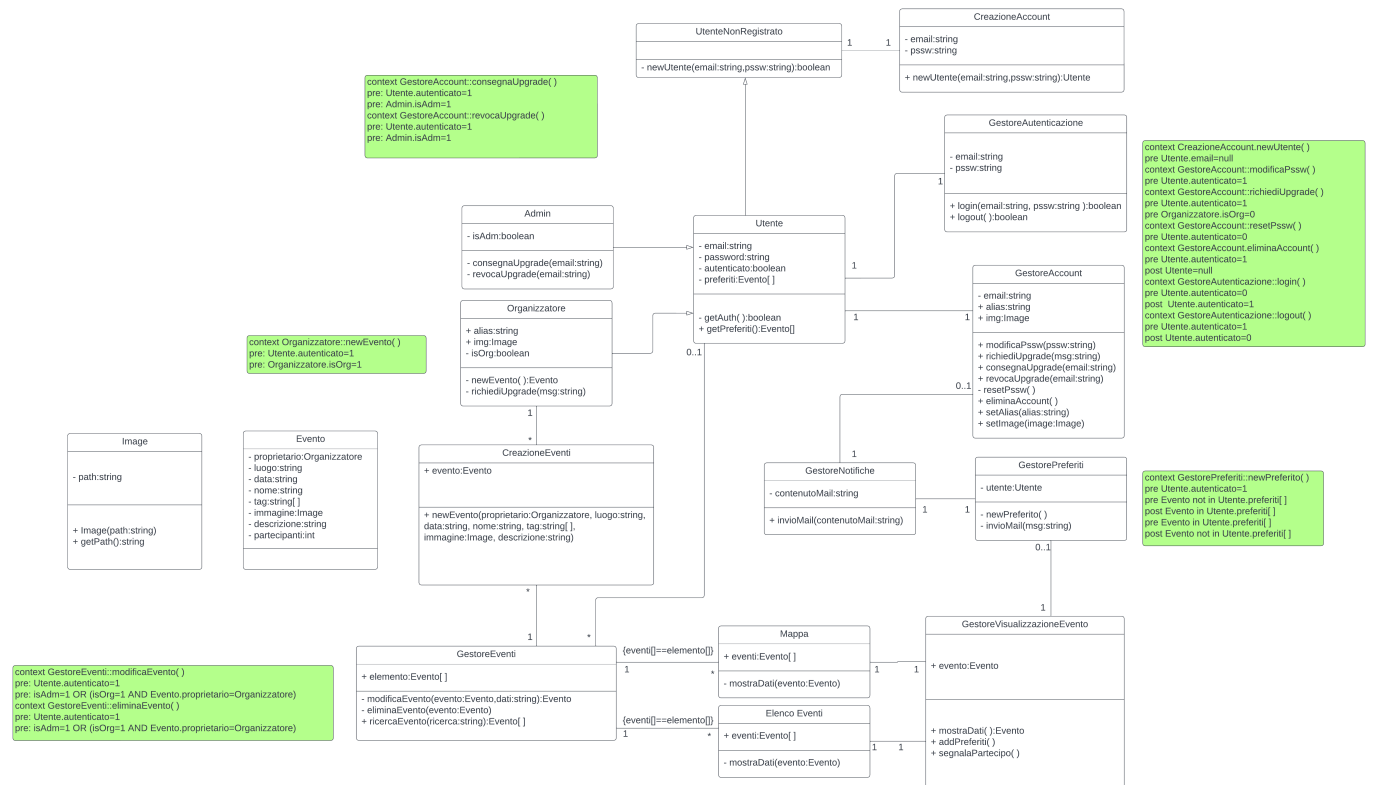 UtenteNonRegistrato
- newUtente(email:string,pssw:string):boolean
1
1
CreazioneAccount
- email:string
- pssw:string
+ newUtente(email:string,pssw:string):Utente
context GestoreAccount::consegnaUpgrade( )
pre: Utente.autenticato=1
pre: Admin.isAdm=1
context GestoreAccount::revocaUpgrade( )
pre: Utente.autenticato=1
pre: Admin.isAdm=1
GestoreAutenticazione
- email:string
- pssw:string
+ login(email:string, pssw:string ):boolean
+ logout( ):boolean
1
1
context CreazioneAccount.newUtente( )
pre Utente.email=null
context GestoreAccount::modificaPssw( )
pre Utente.autenticato=1
context GestoreAccount::richiediUpgrade( )
pre Utente.autenticato=1
pre Organizzatore.isOrg=0
context GestoreAccount::resetPssw( )
pre Utente.autenticato=0
context GestoreAccount.eliminaAccount( )
pre Utente.autenticato=1
post Utente=null
context GestoreAutenticazione::login( )
pre Utente.autenticato=0
post  Utente.autenticato=1
context GestoreAutenticazione::logout( )
pre Utente.autenticato=1
post Utente.autenticato=0
Admin
- isAdm:boolean
- consegnaUpgrade(email:string)
- revocaUpgrade(email:string)
Utente
- email:string
- password:string
- autenticato:boolean
- preferiti:Evento[ ]
- getAuth( ):boolean
+ getPreferiti():Evento[]
1
1
0..1
GestoreAccount
- email:string
+ alias:string
+ img:Image
+ modificaPssw(pssw:string)
+ richiediUpgrade(msg:string)
+ consegnaUpgrade(email:string)
+ revocaUpgrade(email:string)
- resetPssw( )
+ eliminaAccount( )
+ setAlias(alias:string)
+ setImage(image:Image)
0..1
1
Organizzatore
+ alias:string
+ img:Image
- isOrg:boolean
- newEvento( ):Evento
- richiediUpgrade(msg:string)
1
*
context Organizzatore::newEvento( )
pre: Utente.autenticato=1
pre: Organizzatore.isOrg=1
Image
- path:string
+ Image(path:string)
+ getPath():string
Evento
- proprietario:Organizzatore
- luogo:string
- data:string
- nome:string
- tag:string[ ]
- immagine:Image
- descrizione:string
- partecipanti:int
CreazioneEventi
+ evento:Evento
+ newEvento(proprietario:Organizzatore, luogo:string,
data:string, nome:string, tag:string[ ],
immagine:Image, descrizione:string)
*
1
*
GestoreNotifiche
- contenutoMail:string
+ invioMail(contenutoMail:string)
1
1
GestorePreferiti
- utente:Utente
- newPreferito( )
- invioMail(msg:string)
0..1
1
context GestorePreferiti::newPreferito( )
pre Utente.autenticato=1
pre Evento not in Utente.preferiti[ ]
post Evento in Utente.preferiti[ ]
pre Evento in Utente.preferiti[ ]
post Evento not in Utente.preferiti[ ]
context GestoreEventi::modificaEvento( )
pre: Utente.autenticato=1
pre: isAdm=1 OR (isOrg=1 AND Evento.proprietario=Organizzatore)
context GestoreEventi::eliminaEvento( )
pre: Utente.autenticato=1
pre: isAdm=1 OR (isOrg=1 AND Evento.proprietario=Organizzatore)
GestoreEventi
+ elemento:Evento[ ]
- modificaEvento(evento:Evento,dati:string):Evento
- eliminaEvento(evento:Evento)
+ ricercaEvento(ricerca:string):Evento[ ]
{eventi[]==elemento[]}
1
*
{eventi[]==elemento[]}
1
*
Mappa
+ eventi:Evento[ ]
- mostraDati(evento:Evento)
1
1
Elenco Eventi
+ eventi:Evento[ ]
- mostraDati(evento:Evento)
1
1
GestoreVisualizzazioneEvento
+ evento:Evento
+ mostraDati( ):Evento
+ addPreferiti( )
+ segnalaPartecipo( )